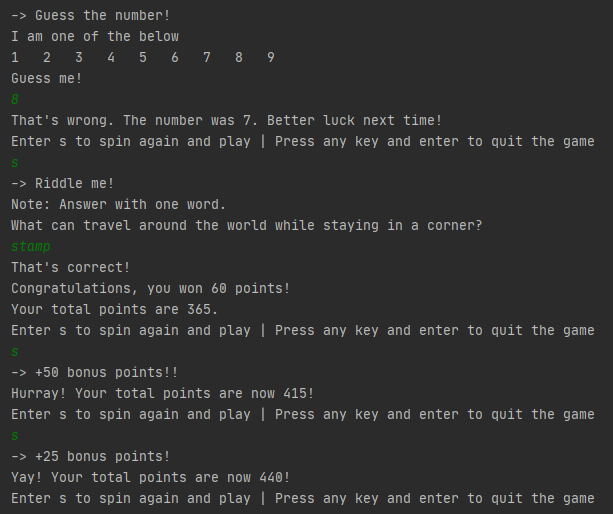 -> Guess the number!
I am one of the below
1 2 3 4 5 6 7 8 9
Guess me!
8
That's wrong. The number was 7. Better luck next time!
Enter s to spin again and play | Press any key and enter to quit the game
s
-> Riddle me!
Note: Answer with one word.
What can travel around the world while staying in a corner?
stamp
That's correct!
Congratulations, you won 60 points!
Your total points are 365.
Enter s to spin again and play | Press any key and enter to quit the game
s
-> +50 bonus points!!
Hurray! Your total points are now 415!
Enter s to spin again and play | Press any key and enter to quit the game
s
-> +25 bonus points!
Yay! Your total points are now 440!
Enter s to spin again and play | Press any key and enter to quit the game